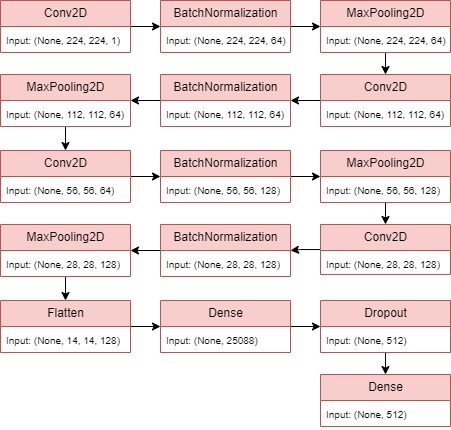 Conv2D
Input: (None, 224, 224, 1)
BatchNormalization
Input: (None, 224, 224, 64)
MaxPooling2D
Input: (None, 224, 224, 64)
Conv2D
Input: (None, 112, 112, 64)
BatchNormalization
Input: (None, 112, 112, 64)
MaxPooling2D
Input: (None, 112, 112, 64)
Conv2D
Input: (None, 56, 56, 64)
BatchNormalization
Input: (None, 56, 56, 128)
MaxPooling2D
Input: (None, 56, 56, 128)
Conv2D
Input: (None, 28, 28, 128)
BatchNormalization
Input: (None, 28, 28, 128)
MaxPooling2D
Input: (None, 28, 28, 128)
Flatten
Input: (None, 14, 14, 128)
Dense
Input: (None, 25088)
Dropout
Input: (None, 512)
Dense
Input: (None, 512)